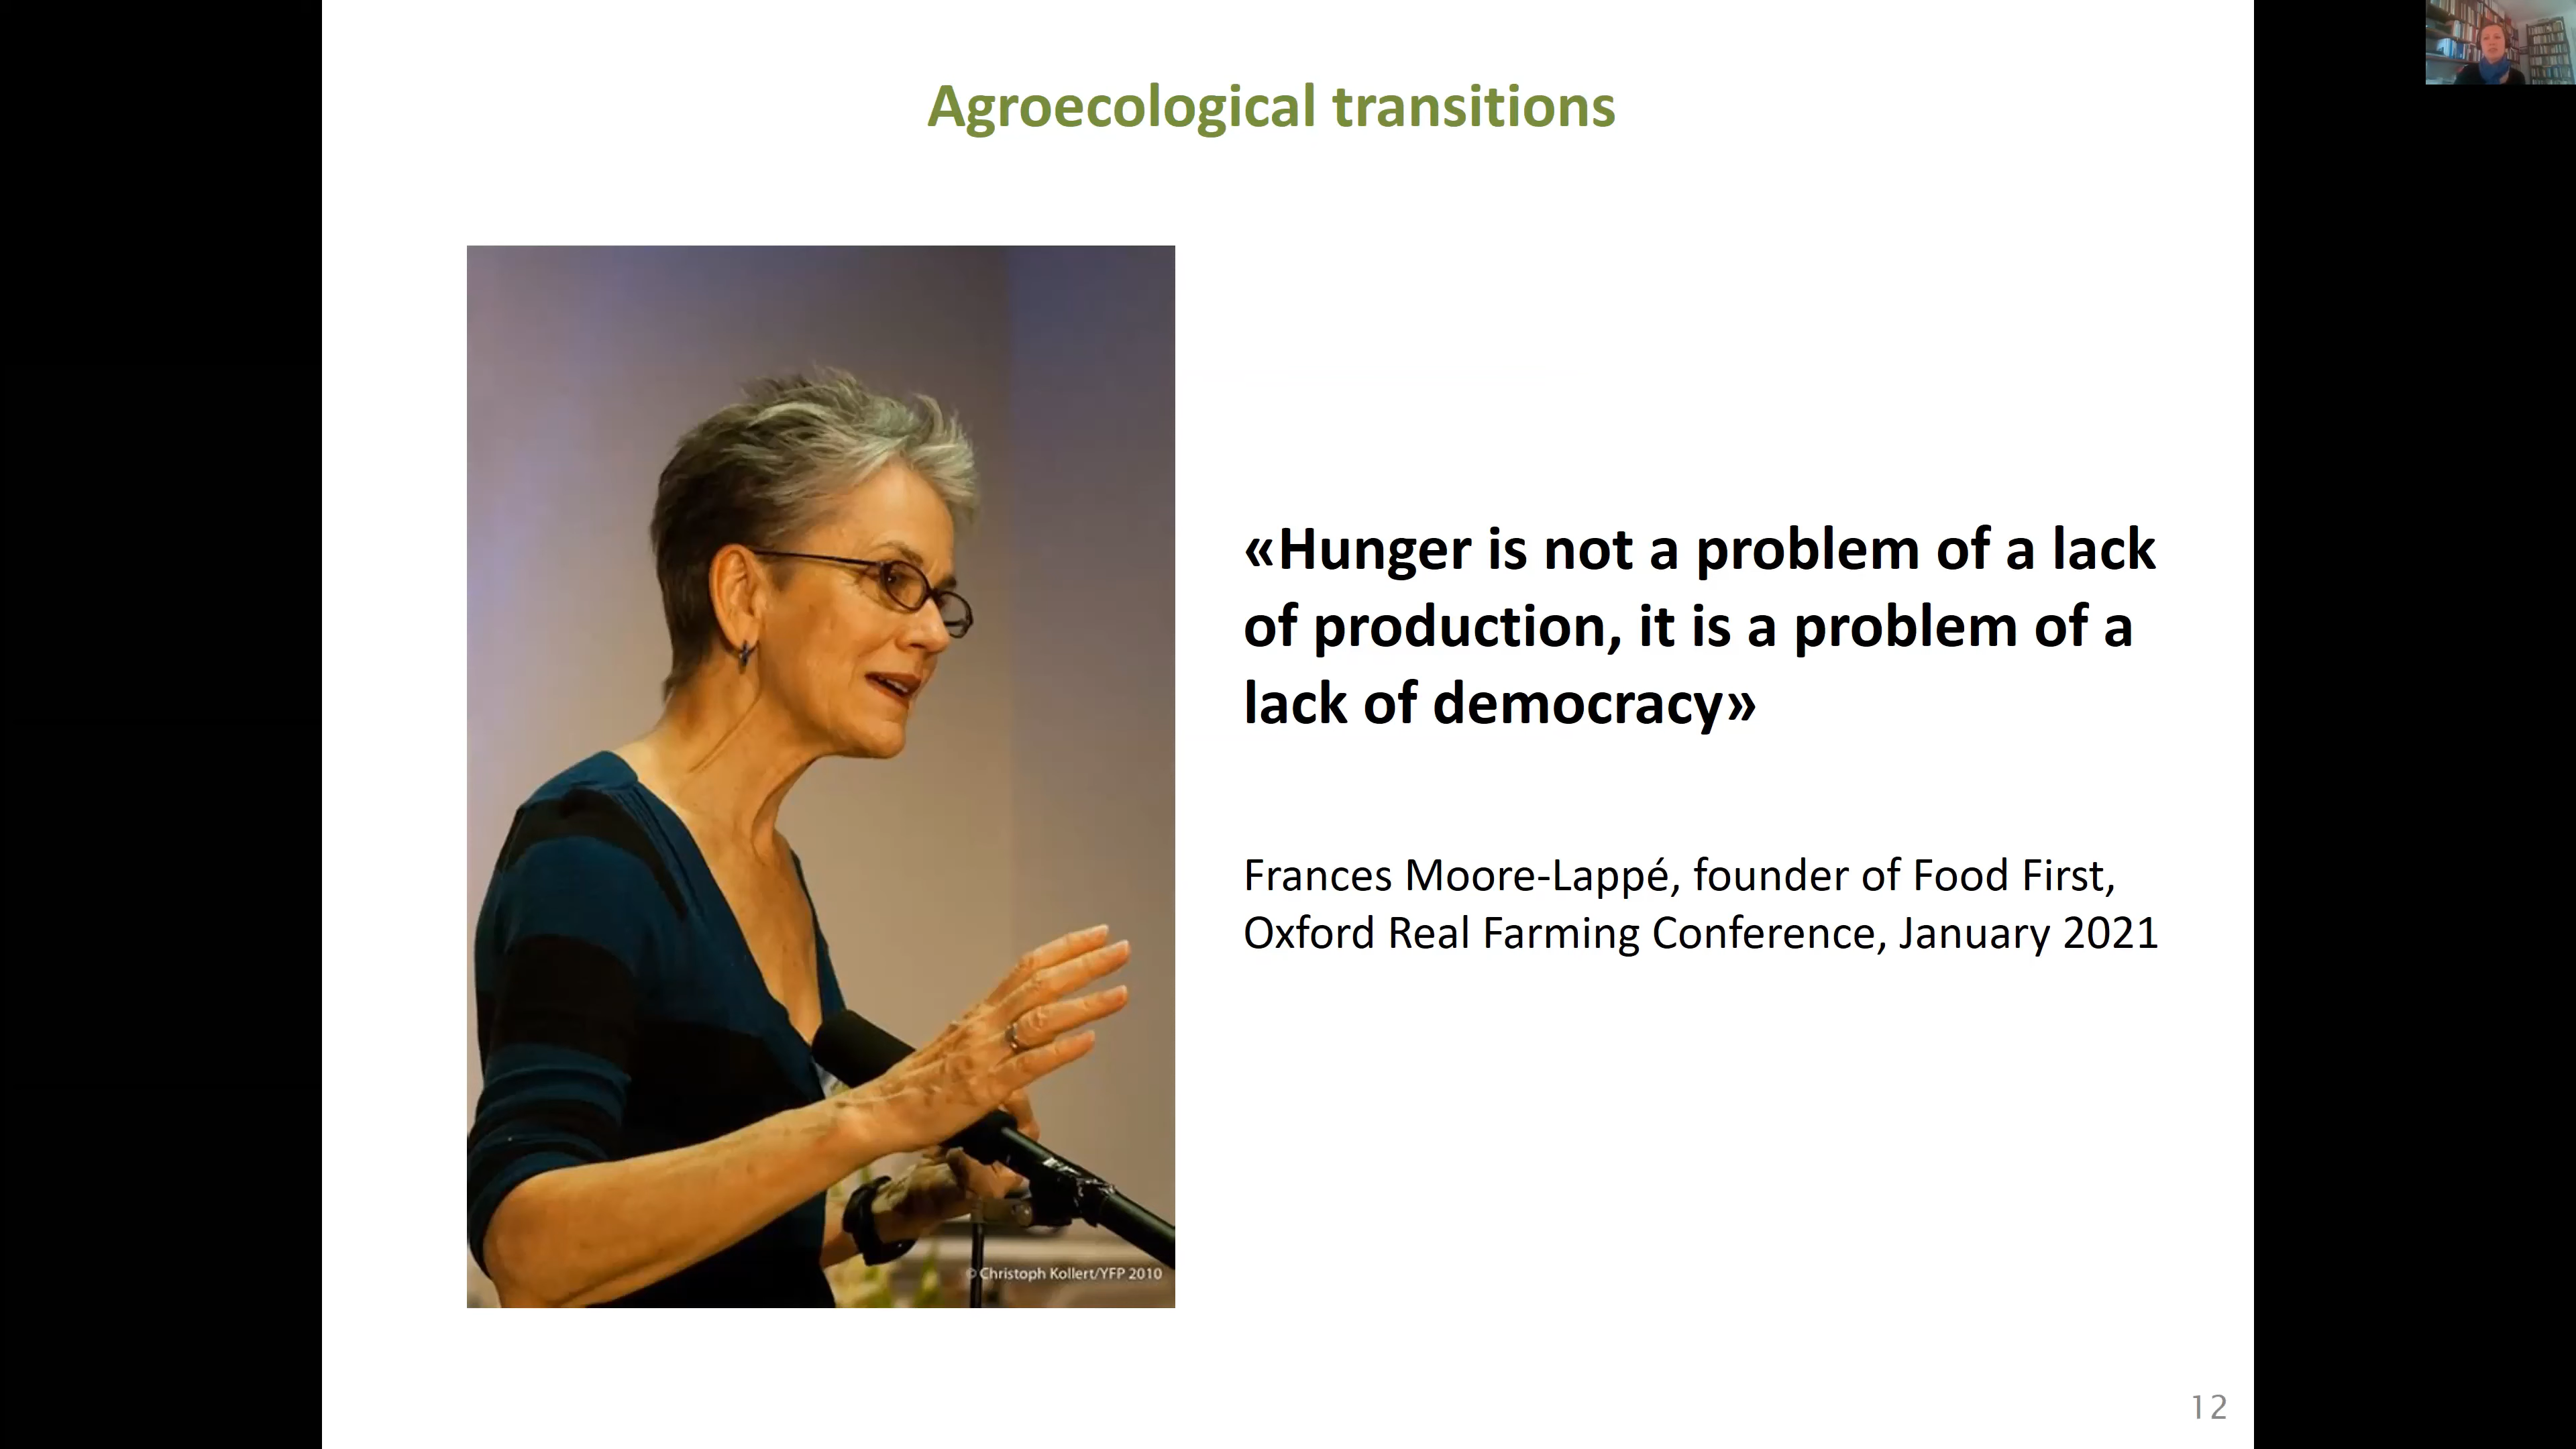 Agroecological transitions
«Hunger is not a problem of a lack
of production, it is a problem of a
lack of democracy»
Frances Moore-Lappé, founder of Food First,
Oxford Real Farming Conference, January 2021
© Christoph Kollert/YFP 2010
12